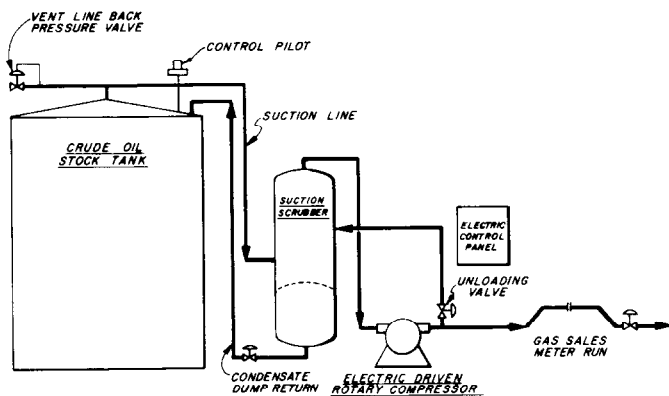 VENT LINE BACK
PRESSURE VALVE
CONTROL PILOT
CRUDE OIL
STOCK TANK
SUCTION LINE
SUCTION
SCRUBBER
ELECTRIC
CONTROL
PANEL
UNLOADING
VALVE
GAS SALES
METER RUN
CONDENSATE
DUMP RETURN
ELECTRIC DRIVEN
ROTARY COMPRESSOR